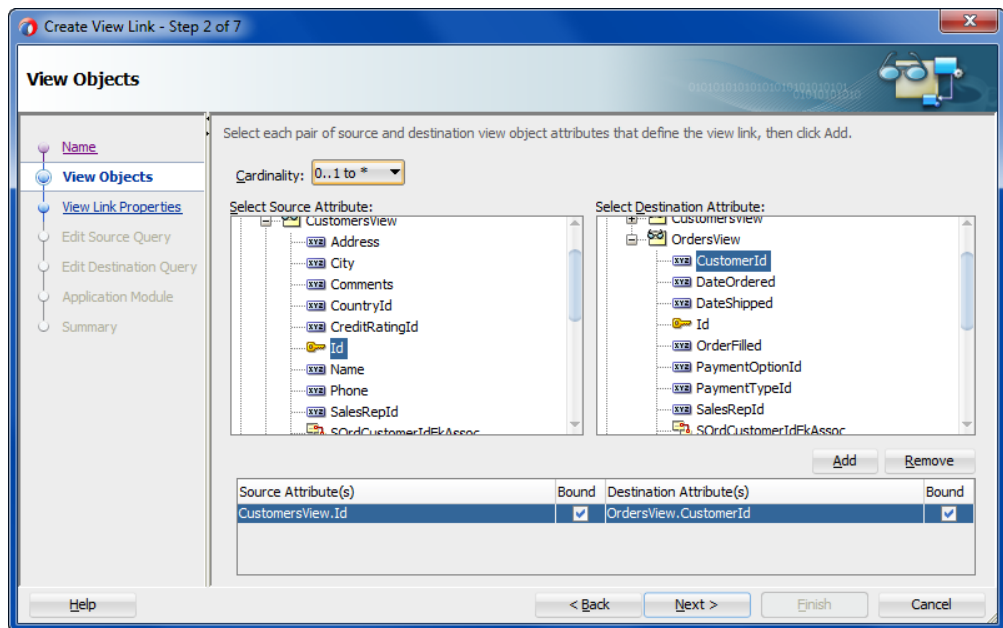 Create View Link - Step 2 of 7
View Objects
010101010101010101010101010
0101010
Name
View Objects
View Link Properties
Edit Source Query
Edit Destination Query
Application Module
Summary
Select each pair of source and destination view object attributes that define the view link, then click Add.
Cardinality: 0..1 to *
Select Source Attribute:
CustomersView
Address
City
Comments
CountryId
CreditRatingId
Id
Name
Phone
SalesRepId
SOrdCustomerIdFkAssoc
Select Destination Attribute:
CustomersView
OrdersView
CustomerId
DateOrdered
DateShipped
Id
OrderFilled
PaymentOptionId
PaymentTypeId
SalesRepId
SOrdCustomerIdFkAssoc
Add Remove
Source Attribute(s) Bound Destination Attribute(s) Bound
CustomersView.Id OrdersView.CustomerId
Help < Back Next > Finish Cancel